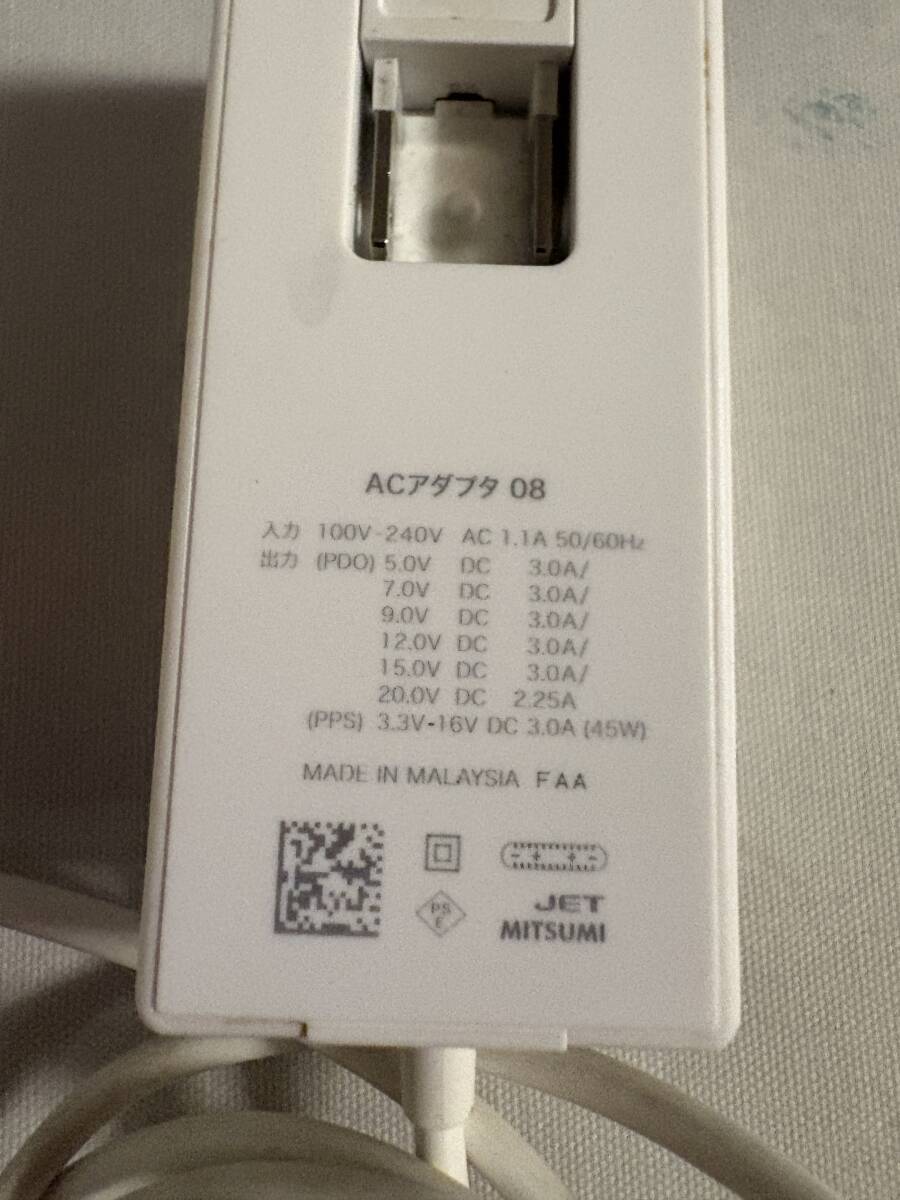 ACアダプタ 08
入力 100V-240V AC 1.1A 50/60Hz
出力 (PDO) 5.0V DC 3.0A/
7.0V DC 3.0A/
9.0V DC 3.0A/
12.0V DC 3.0A/
15.0V DC 3.0A/
20.0V DC 2.25A
(PPS) 3.3V-16V DC 3.0A (45W)
MADE IN MALAYSIA FAA
- + + -
PS
E
JET
MITSUMI